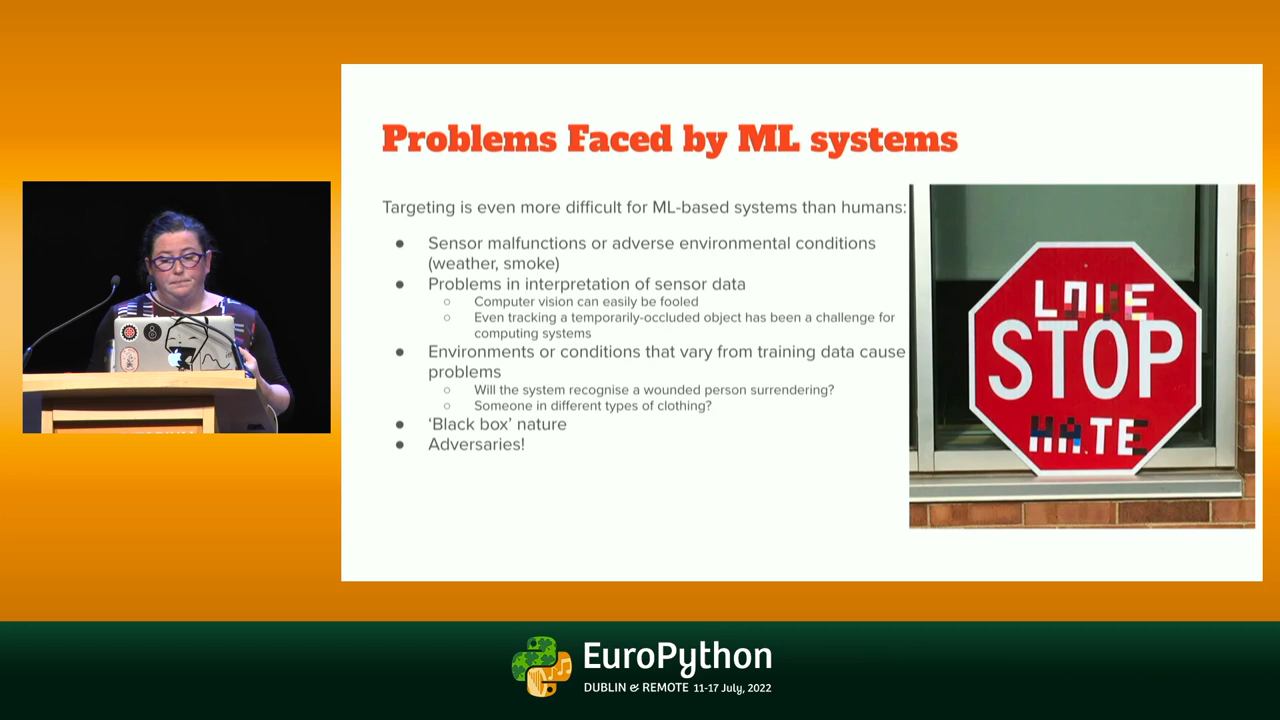 Problems Faced by ML systems
Targeting is even more difficult for ML-based systems than humans:
● Sensor malfunctions or adverse environmental conditions
(weather, smoke)
● Problems in interpretation of sensor data
○ Computer vision can easily be fooled
○ Even tracking a temporarily-occluded object has been a challenge for
computing systems
● Environments or conditions that vary from training data cause
problems
○ Will the system recognise a wounded person surrendering?
○ Someone in different types of clothing?
● ‘Black box’ nature
● Adversaries!
LOVE
STOP
HATE
EuroPython
DUBLIN & REMOTE 11-17 July, 2022